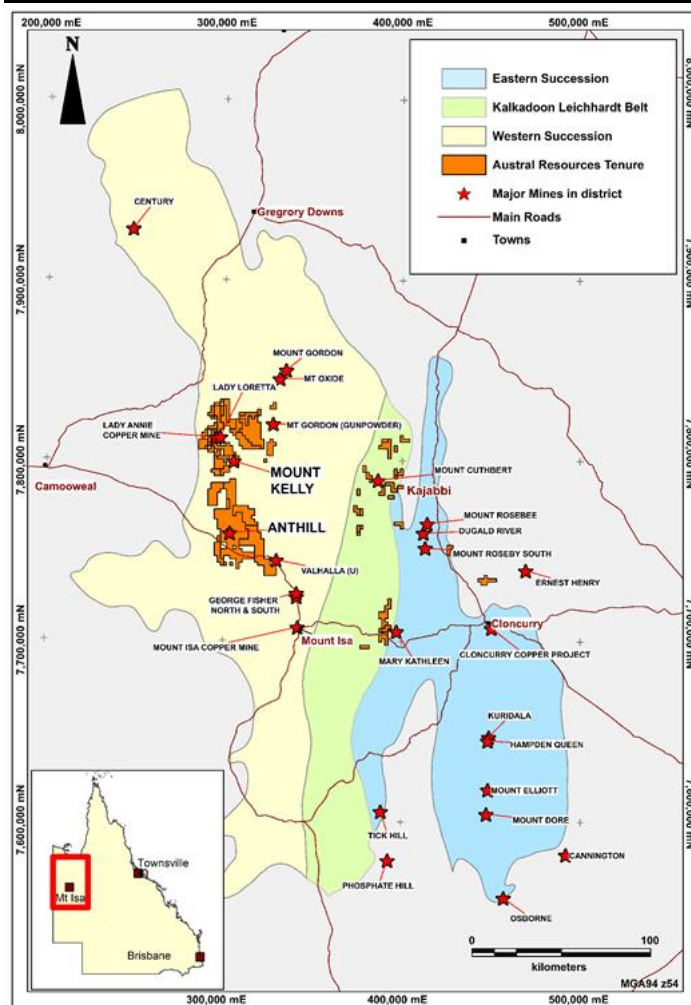 200,000 mE
300,000 mE
400,000 mE
500,000 mE
N
8,000,000 mN
7,900,000 mN
7,800,000 mN
7,700,000 mN
7,600,000 mN
Eastern Succession
Kalkadoon Leichhardt Belt
Western Succession
Austral Resources Tenure
Major Mines in district
Main Roads
Towns
CENTURY
Gregrory Downs
MOUNT GORDON
MT OXIDE
LADY LORETTA
MT GORDON (GUNPOWDER)
LADY ANNIE
COPPER MINE
MOUNT
KELLY
Camooweal
MOUNT CUTHBERT
Kajabbi
ANTHILL
MOUNT ROSEBEE
DUGALD RIVER
MOUNT ROSEBY SOUTH
VALHALLA (U)
ERNEST HENRY
GEORGE FISHER
NORTH & SOUTH
Cloncurry
MOUNT ISA COPPER MINE
Mount Isa
MARY KATHLEEN
CLONCURRY COPPER PROJECT
KURIDALA
HAMPDEN QUEEN
MOUNT ELLIOTT
MOUNT DORE
TICK HILL
CANNINGTON
PHOSPHATE HILL
OSBORNE
Townsville
Mt Isa
Brisbane
0
100
kilometers
MGA94 z54
300,000 mE
400,000 mE
500,000 mE